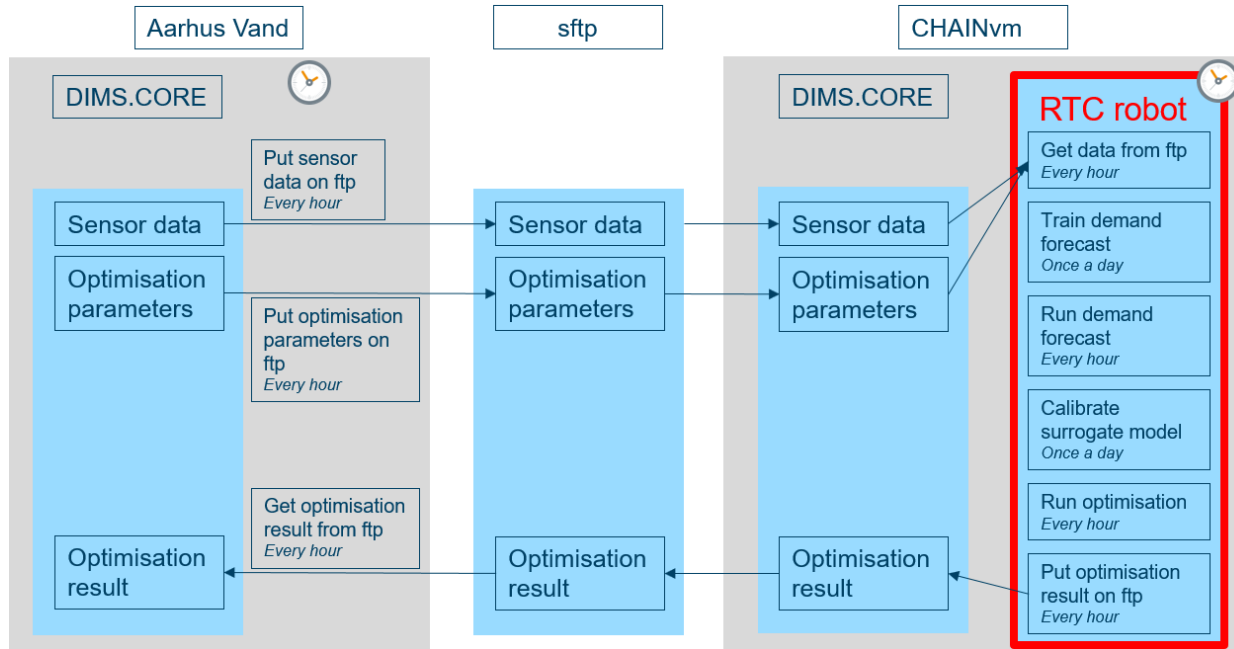 Aarhus Vand
sftp
CHAINvm
DIMS.CORE
Put sensor
data on ftp
Every hour
Sensor data
Optimisation
parameters
Put optimisation
parameters on
ftp
Every hour
Get optimisation
result from ftp
Every hour
Optimisation
result
Sensor data
Optimisation
parameters
Optimisation
result
DIMS.CORE
Sensor data
Optimisation
parameters
Optimisation
result
RTC robot
Get data from ftp
Every hour
Train demand
forecast
Once a day
Run demand
forecast
Every hour
Calibrate
surrogate model
Once a day
Run optimisation
Every hour
Put optimisation
result on ftp
Every hour